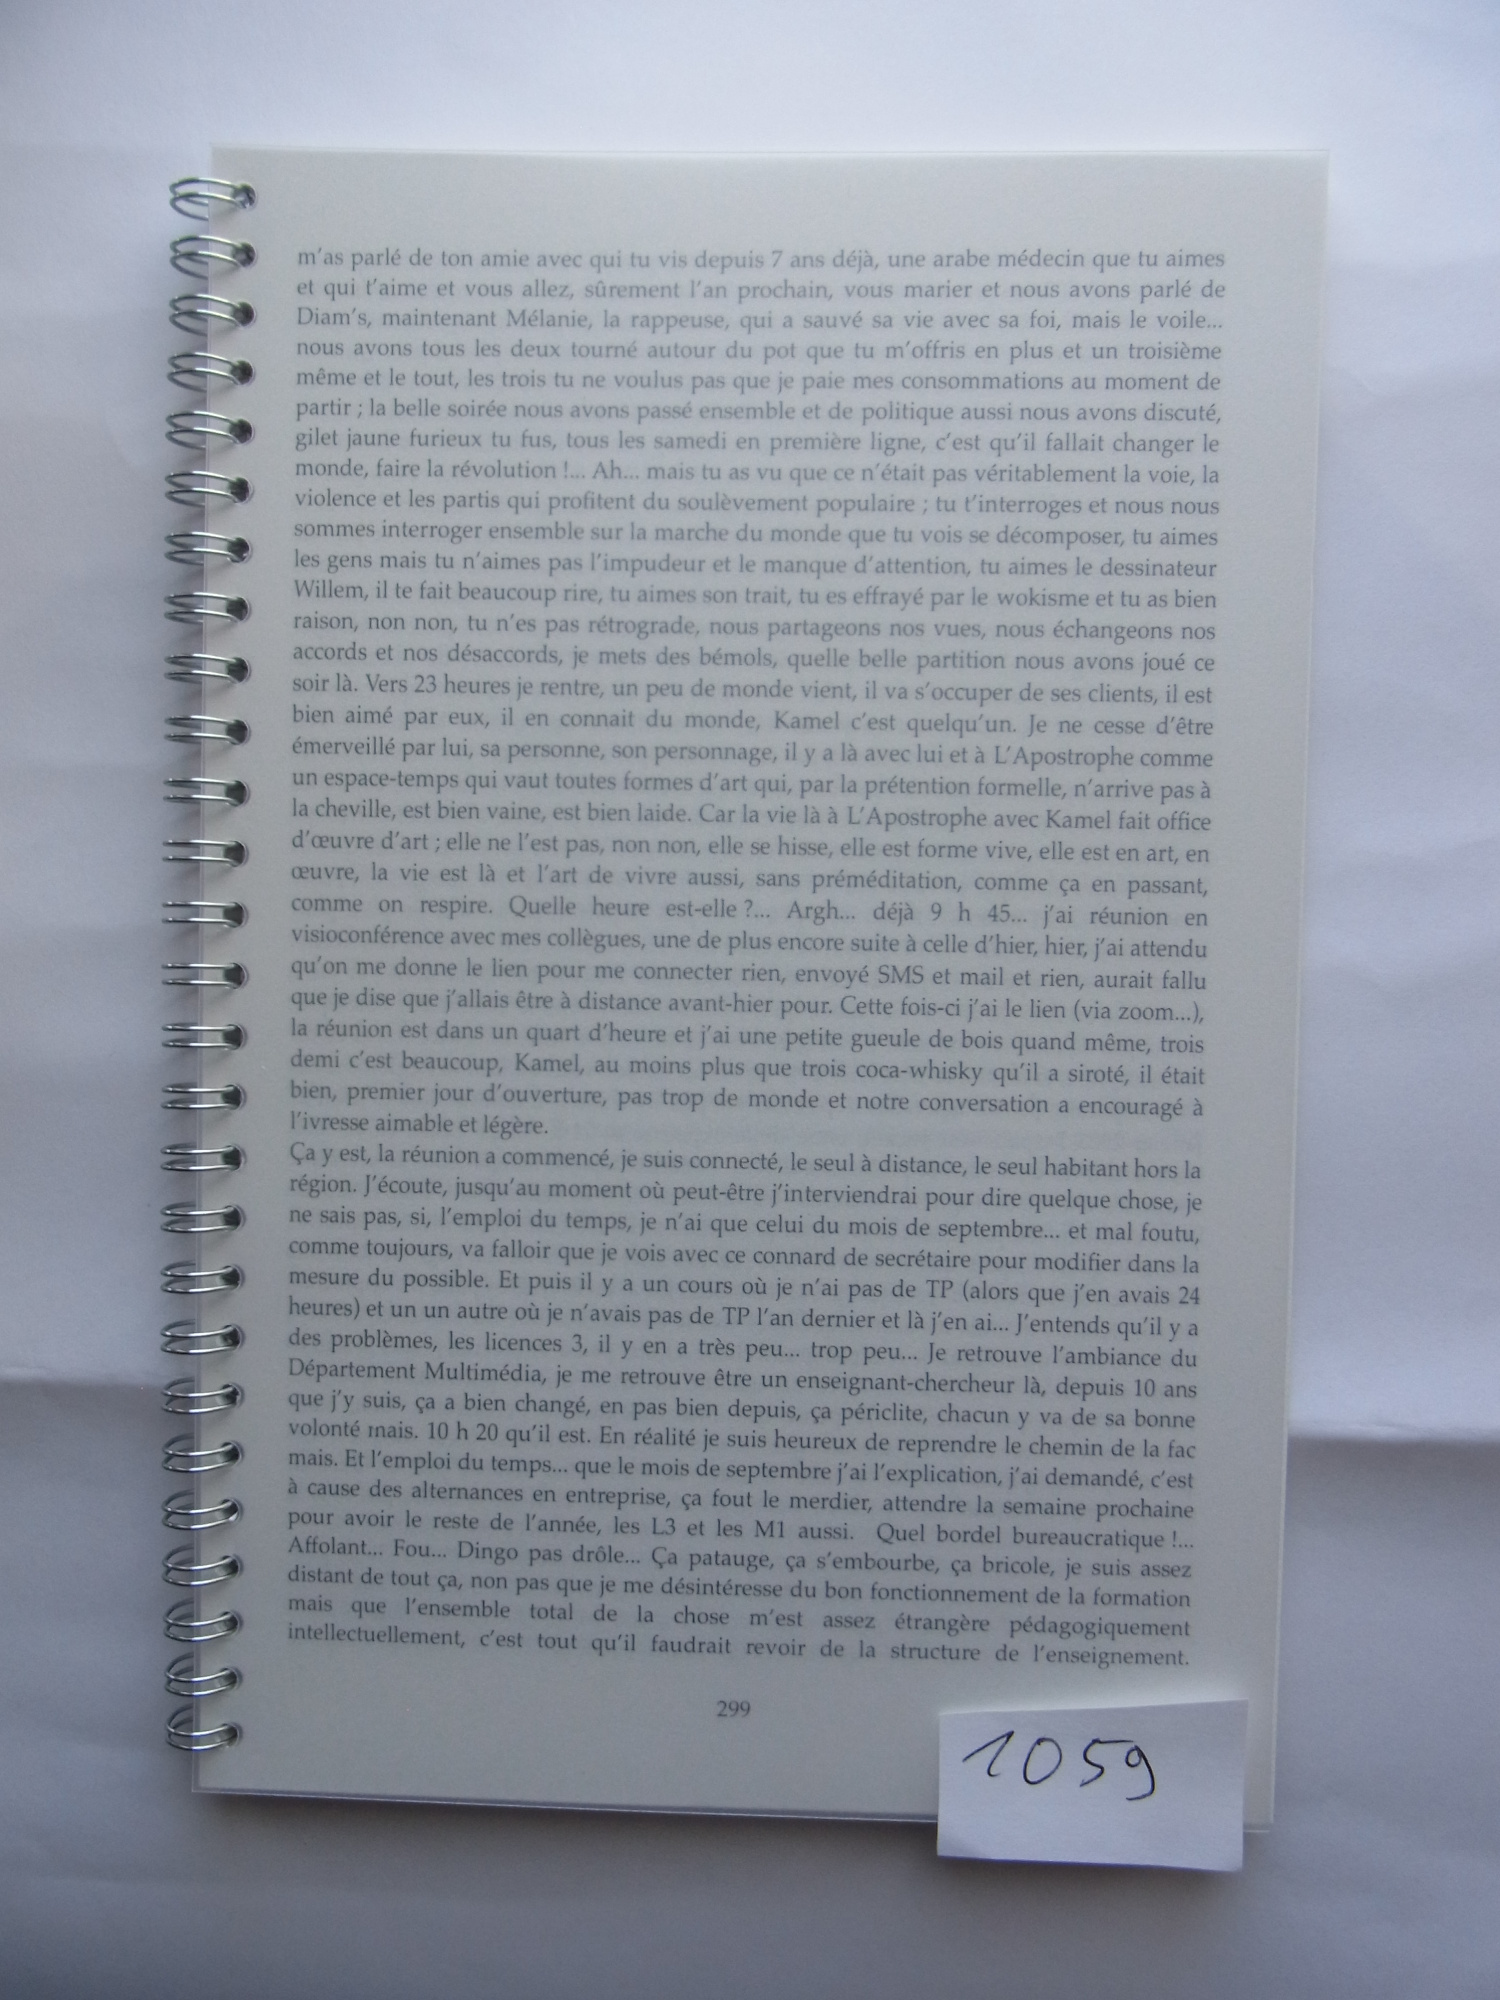 m'as parlé de ton amie avec qui tu vis depuis 7 ans déjà, une arabe médecin que tu aimes
et qui t'aime et vous allez, sûrement l'an prochain, vous marier et nous avons parlé de
Diam's, maintenant Mélanie, la rappeuse, qui a sauvé sa vie avec sa foi, mais le voile...
nous avons tous les deux tourné autour du pot que tu m'offris en plus et un troisième
même et le tout, les trois tu ne voulus pas que je paie mes consommations au moment de
partir ; la belle soirée nous avons passé ensemble et de politique aussi nous avons discuté,
gilet jaune furieux tu fus, tous les samedi en première ligne, c'est qu'il fallait changer le
monde, faire la révolution !... Ah... mais tu as vu que ce n'était pas véritablement la voie, la
violence et les partis qui profitent du soulèvement populaire ; tu t'interroges et nous nous
sommes interroger ensemble sur la marche du monde que tu vois se décomposer, tu aimes
les gens mais tu n'aimes pas l'impudeur et le manque d'attention, tu aimes le dessinateur
Willem, il te fait beaucoup rire, tu aimes son trait, tu es effrayé par le wokisme et tu as bien
raison, non non, tu n'es pas rétrograde, nous partageons nos vues, nous échangeons nos
accords et nos désaccords, je mets des bémols, quelle belle partition nous avons joué ce
soir là. Vers 23 heures je rentre, un peu de monde vient, il va s'occuper de ses clients, il est
bien aimé par eux, il en connait du monde, Kamel c'est quelqu'un. Je ne cesse d'être
émerveillé par lui, sa personne, son personnage, il y a là avec lui et à L'Apostrophe comme
un espace-temps qui vaut toutes formes d'art qui, par la prétention formelle, n'arrive pas à
la cheville, est bien vaine, est bien laide. Car la vie là à L'Apostrophe avec Kamel fait office
d'œuvre d'art ; elle ne l'est pas, non non, elle se hisse, elle est forme vive, elle est en art, en
œuvre, la vie est là et l'art de vivre aussi, sans préméditation, comme ça en passant,
comme on respire. Quelle heure est-elle ?... Argh... déjà 9 h 45... j'ai réunion en
visioconférence avec mes collègues, une de plus encore suite à celle d'hier, hier, j'ai attendu
qu'on me donne le lien pour me connecter rien, envoyé SMS et mail et rien, aurait fallu
que je dise que j'allais être à distance avant-hier pour. Cette fois-ci j'ai le lien (via zoom...),
la réunion est dans un quart d'heure et j'ai une petite gueule de bois quand même, trois
demi c'est beaucoup, Kamel, au moins plus que trois coca-whisky qu'il a siroté, il était
bien, premier jour d'ouverture, pas trop de monde et notre conversation a encouragé à
l'ivresse aimable et légère.
Ça y est, la réunion a commencé, je suis connecté, le seul à distance, le seul habitant hors la
région. J'écoute, jusqu'au moment où peut-être j'interviendrai pour dire quelque chose, je
ne sais pas, si, l'emploi du temps, je n'ai que celui du mois de septembre... et mal foutu,
comme toujours, va falloir que je vois avec ce connard de secrétaire pour modifier dans la
mesure du possible. Et puis il y a un cours où je n'ai pas de TP (alors que j'en avais 24
heures) et un un autre où je n'avais pas de TP l'an dernier et là j'en ai... J'entends qu'il y a
des problèmes, les licences 3, il y en a très peu... trop peu... Je retrouve l'ambiance du
Département Multimédia, je me retrouve être un enseignant-chercheur là, depuis 10 ans
que j'y suis, ça a bien changé, en pas bien depuis, ça périclite, chacun y va de sa bonne
volonté mais. 10 h 20 qu'il est. En réalité je suis heureux de reprendre le chemin de la fac
mais. Et l'emploi du temps... que le mois de septembre j'ai l'explication, j'ai demandé, c'est
à cause des alternances en entreprise, ça fout le merdier, attendre la semaine prochaine
pour avoir le reste de l'année, les L3 et les M1 aussi. Quel bordel bureaucratique !...
Affolant... Fou... Dingo pas drôle... Ça patauge, ça s'embourbe, ça bricole, je suis assez
distant de tout ça, non pas que je me désintéresse du bon fonctionnement de la formation
mais que l'ensemble total de la chose m'est assez étrangère pédagogiquement
intellectuellement, c'est tout qu'il faudrait revoir de la structure de l'enseignement.
299
1059